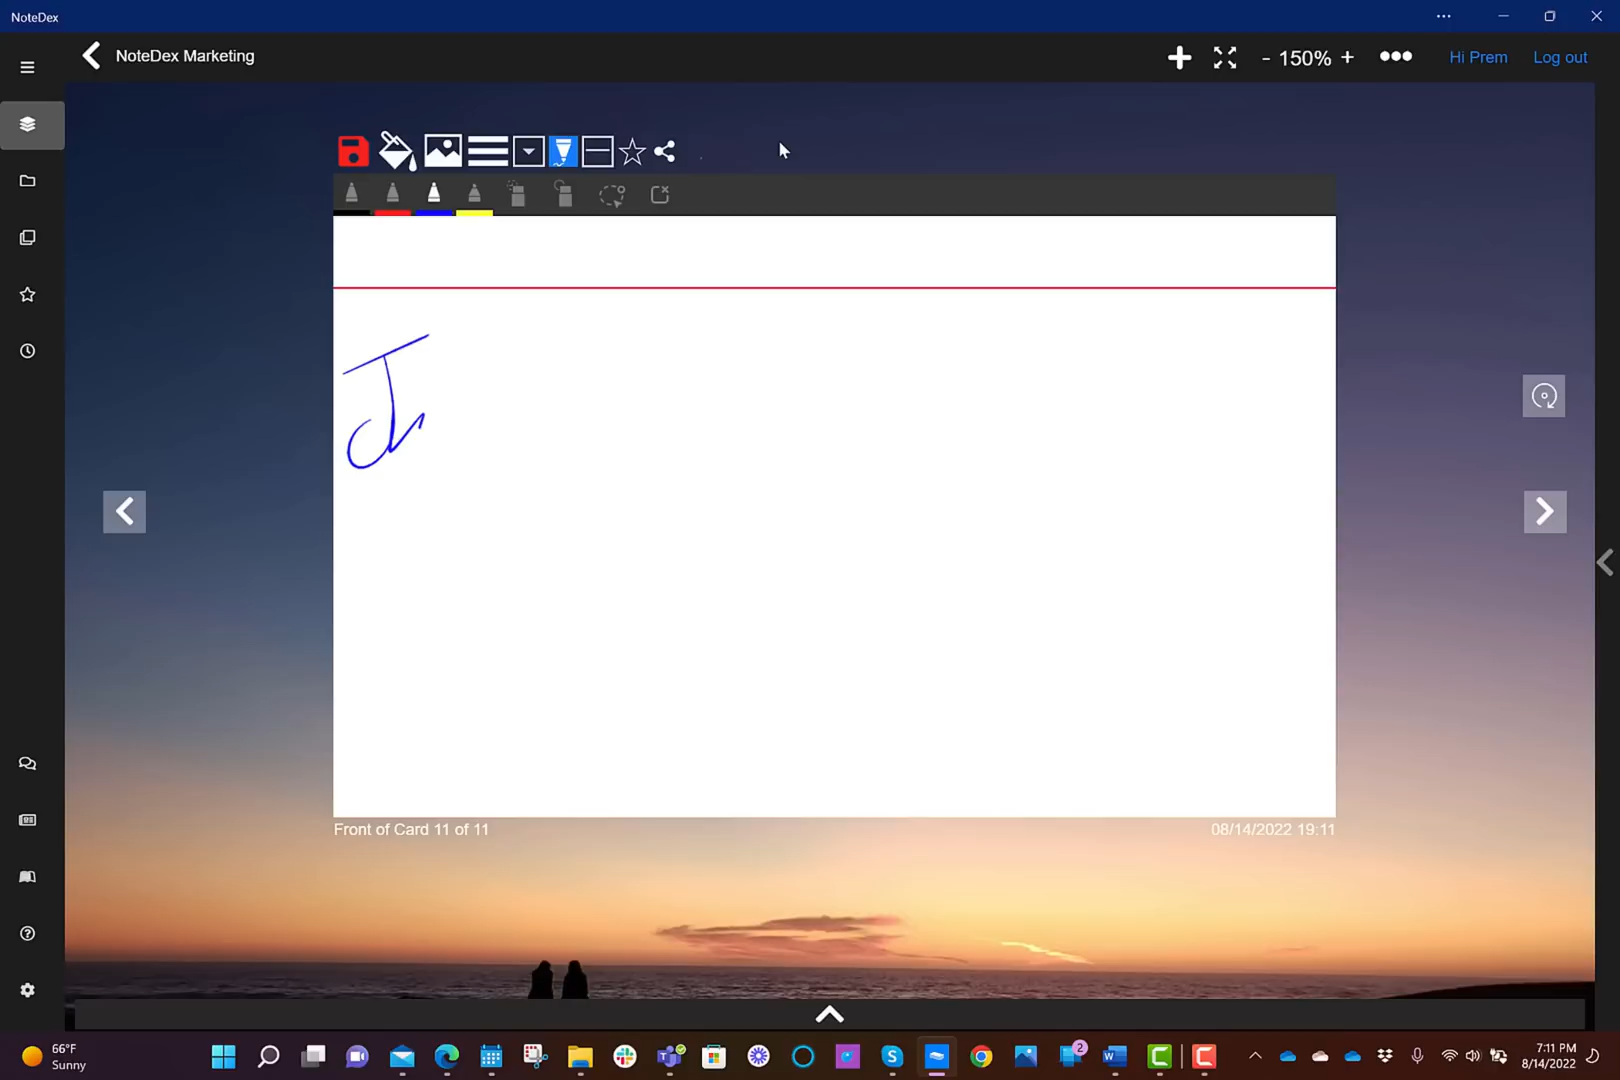 NoteDex
NoteDex Marketing
- 150% +
Hi Prem
Log out
Front of Card 11 of 11
08/14/2022 19:11
66°F
Sunny
2
7:11 PM
8/14/2022